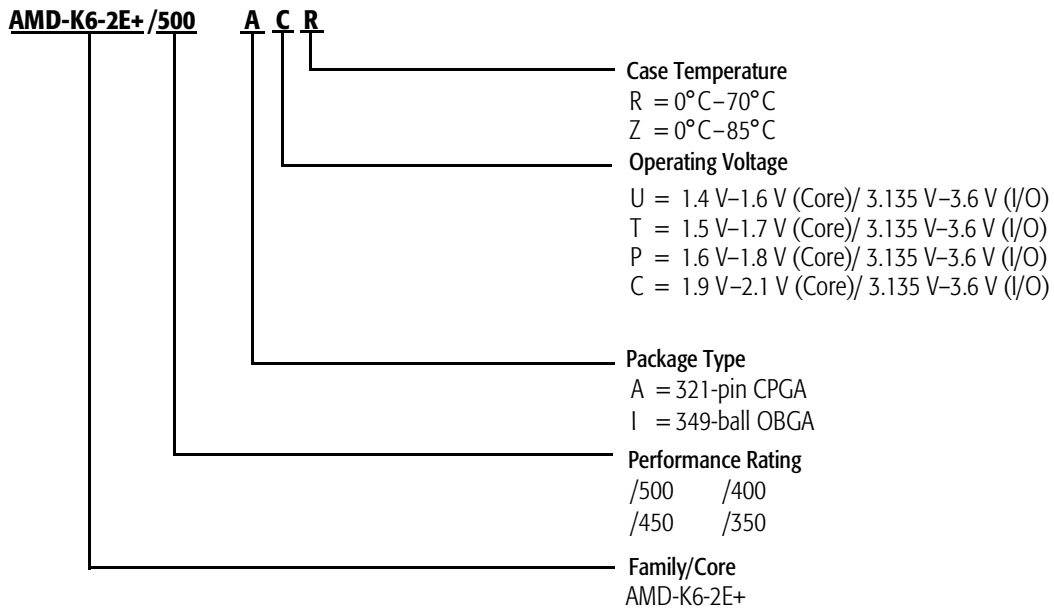 AMD-K6-2E+ /500 A C R
Case Temperature
R = 0°C–70°C
Z = 0°C–85°C
Operating Voltage
U = 1.4 V–1.6 V (Core)/ 3.135 V–3.6 V (I/O)
T = 1.5 V–1.7 V (Core)/ 3.135 V–3.6 V (I/O)
P = 1.6 V–1.8 V (Core)/ 3.135 V–3.6 V (I/O)
C = 1.9 V–2.1 V (Core)/ 3.135 V–3.6 V (I/O)
Package Type
A = 321-pin CPGA
I = 349-ball OBGA
Performance Rating
/500 /400
/450 /350
Family/Core
AMD-K6-2E+